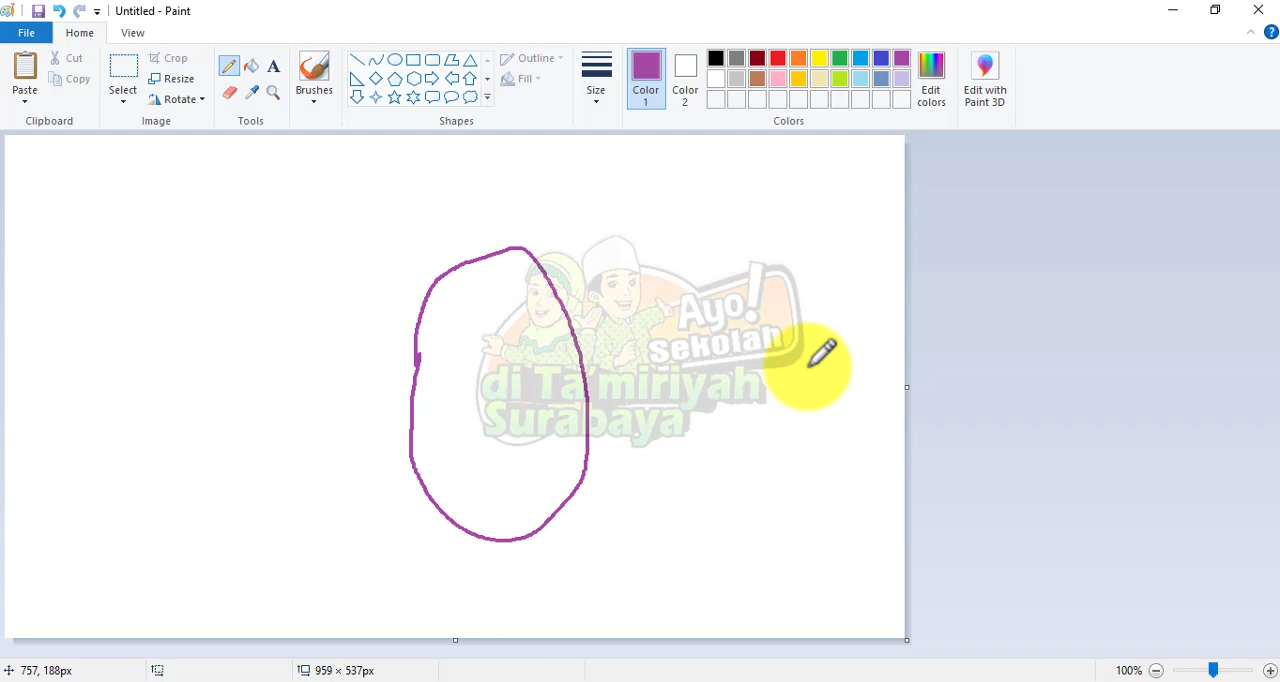 Untitled - Paint
File
Home
View
Paste
Cut
Copy
Clipboard
Select
Crop
Resize
Rotate
Image
A
Tools
Brushes
Outline
Fill
Shapes
Size
Color 1
Color 2
Edit colors
Colors
Edit with Paint 3D
Ayo!
Sekolah
di Ta'miriyah
Surabaya
757, 188px
959 × 537px
100%